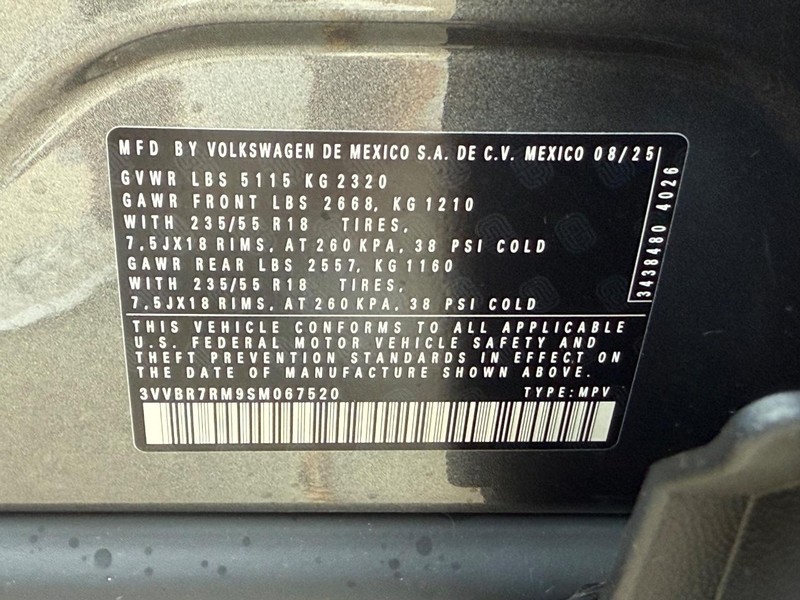 MFD BY VOLKSWAGEN DE MEXICO S.A. DE C.V. MEXICO 08/25
GVWR LBS 5115 KG 2320
GAWR FRONT LBS 2668, KG 1210
WITH 235/55 R18 TIRES,
7,5JX18 RIMS, AT 260 KPA, 38 PSI COLD
GAWR REAR LBS 2557, KG 1160
WITH 235/55 R18 TIRES,
7,5JX18 RIMS, AT 260 KPA, 38 PSI COLD
3438480 4026
THIS VEHICLE CONFORMS TO ALL APPLICABLE
U.S. FEDERAL MOTOR VEHICLE SAFETY AND
THEFT PREVENTION STANDARDS IN EFFECT ON
THE DATE OF MANUFACTURE SHOWN ABOVE.
3VVBR7RM9SM067520 TYPE: MPV